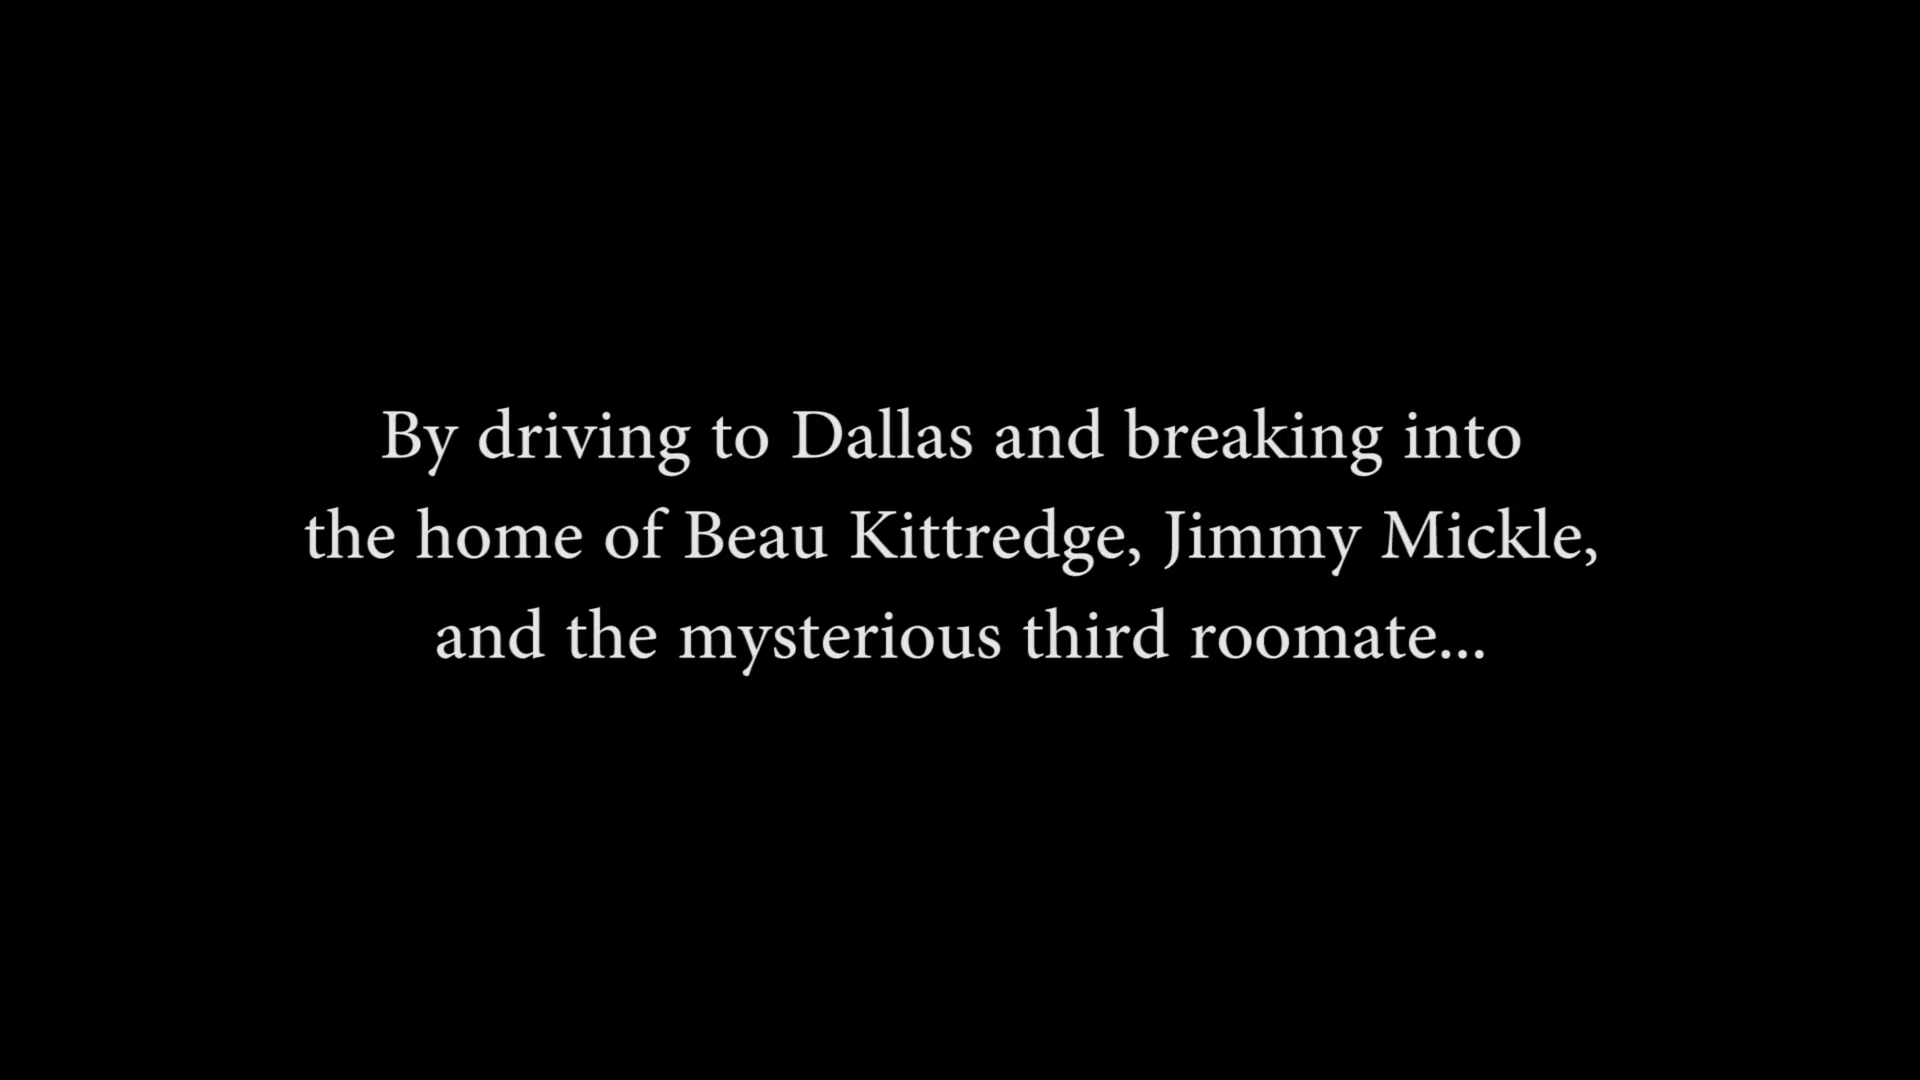 By driving to Dallas and breaking into
the home of Beau Kittredge, Jimmy Mickle,
and the mysterious third roomate...